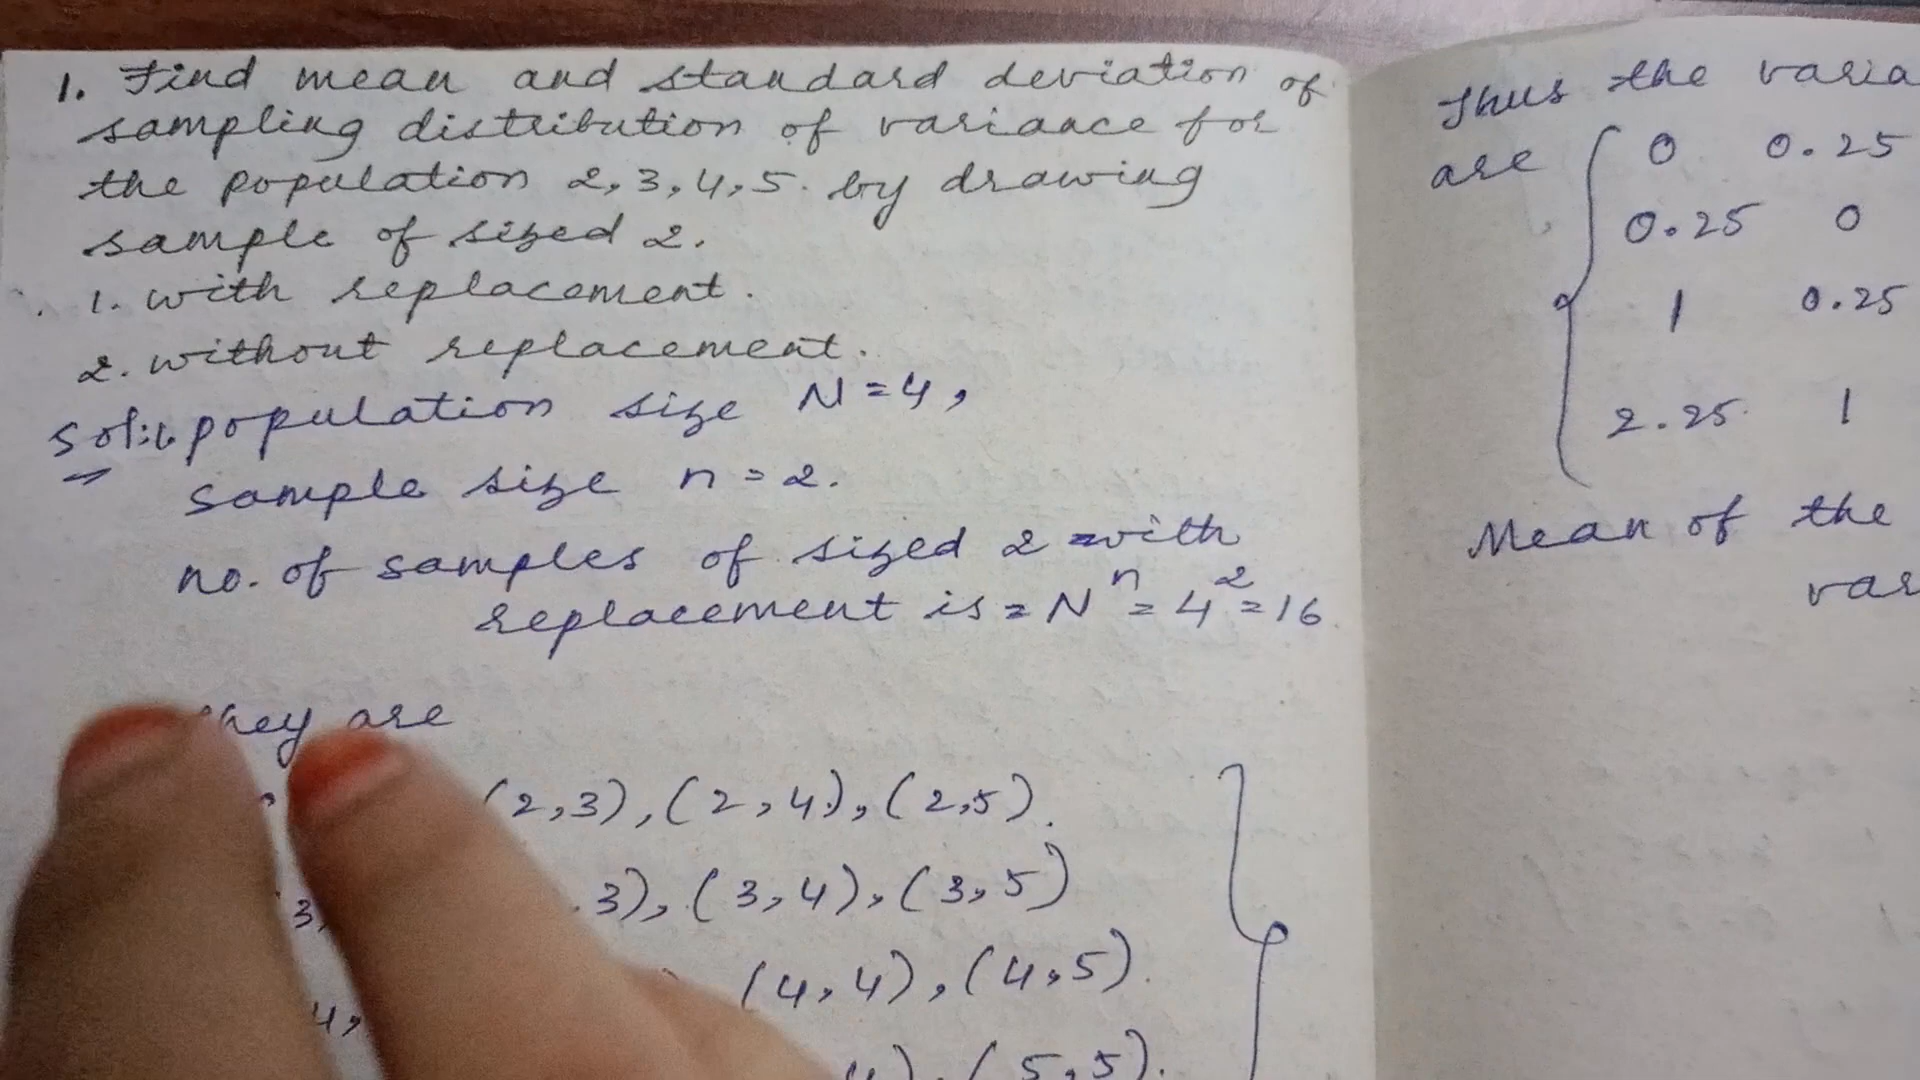 1. Find mean and standard deviation of
sampling distribution of variance for
the population 2, 3, 4, 5. by drawing
sample of sized 2.
1. with replacement.
2. without replacement.
population size N = 4,
sample size n = 2.
no. of samples of sized 2 with
replacement is = Nⁿ = 4² = 16.
they are
(2,3), (2,4), (2,5).
3), (3,4), (3,5)
(4,4), (4,5).
(5,5).
Thus the varia
are
0 0.25
0.25 0
1 0.25
2.25 1
Mean of the
var